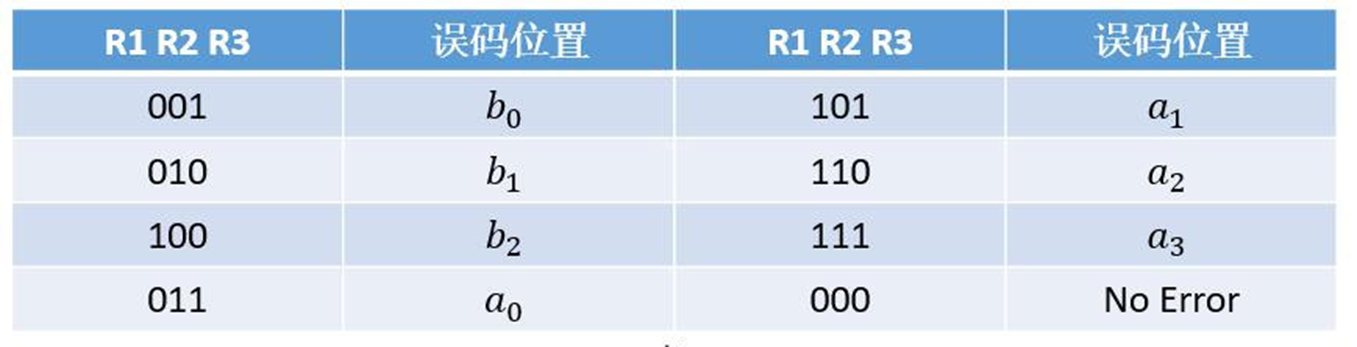 R1 R2 R3 误码位置 R1 R2 R3 误码位置
001 b₀ 101 a₁
010 b₁ 110 a₂
100 b₂ 111 a₃
011 a₀ 000 No Error